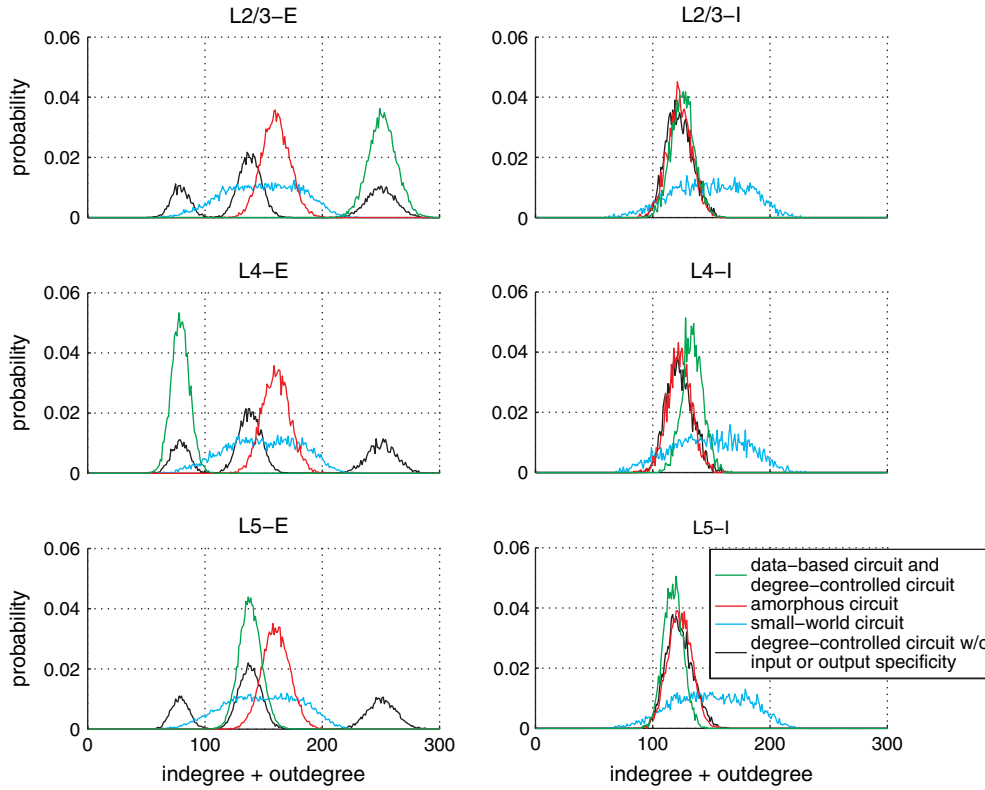 L2/3−E
L2/3−I
0.06
0.04
0.02
0
probability
0.06
0.04
0.02
0
L4−E
L4−I
0.06
0.04
0.02
0
probability
0.06
0.04
0.02
0
L5−E
L5−I
0.06
0.04
0.02
0
probability
0 100 200 300
indegree + outdegree
0.06
0.04
0.02
0
0 100 200 300
indegree + outdegree
data−based circuit and
degree−controlled circuit
amorphous circuit
small−world circuit
degree−controlled circuit w/o
input or output specificity